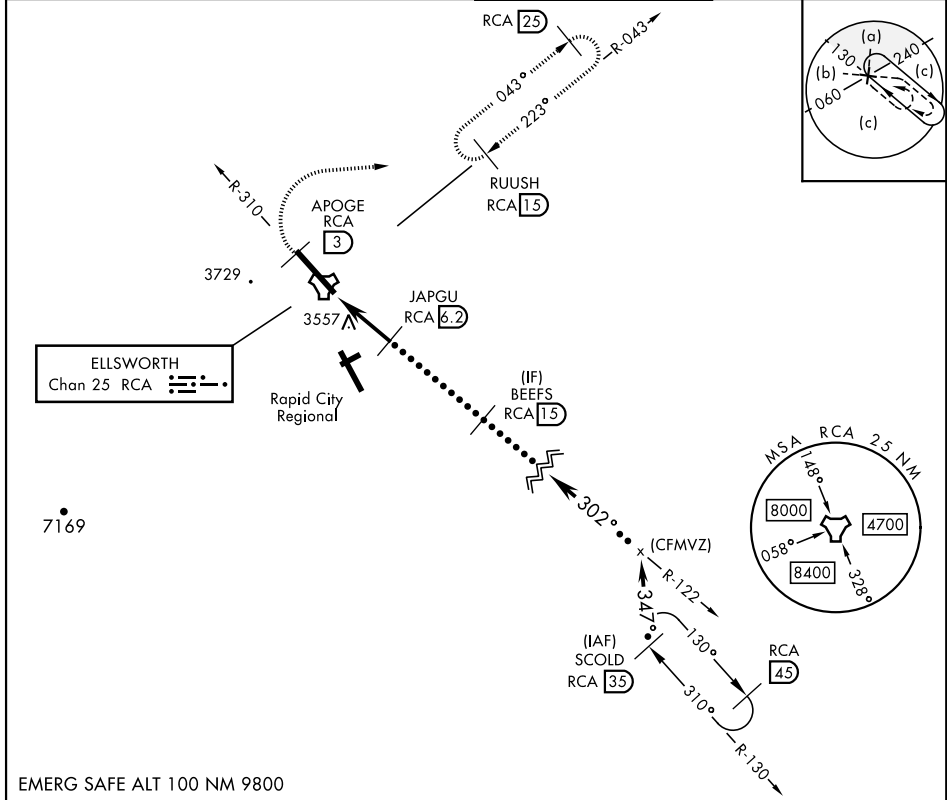 RCA 25
R-043
043°
223°
RUUSH
RCA 15
(a)
130
240
(b)
(c)
060
(c)
R-310
APOGE
RCA
3
3729
3557
JAPGU
RCA 6.2
ELLSWORTH
Chan 25 RCA
Rapid City
Regional
(IF)
BEEFS
RCA 15
7169
302°
(CFMVZ)
R-122
347°
130°
(IAF)
SCOLD
RCA 35
310°
RCA
45
R-130
MSA RCA 25 NM
148°
8000
4700
058°
8400
328°
EMERG SAFE ALT 100 NM 9800